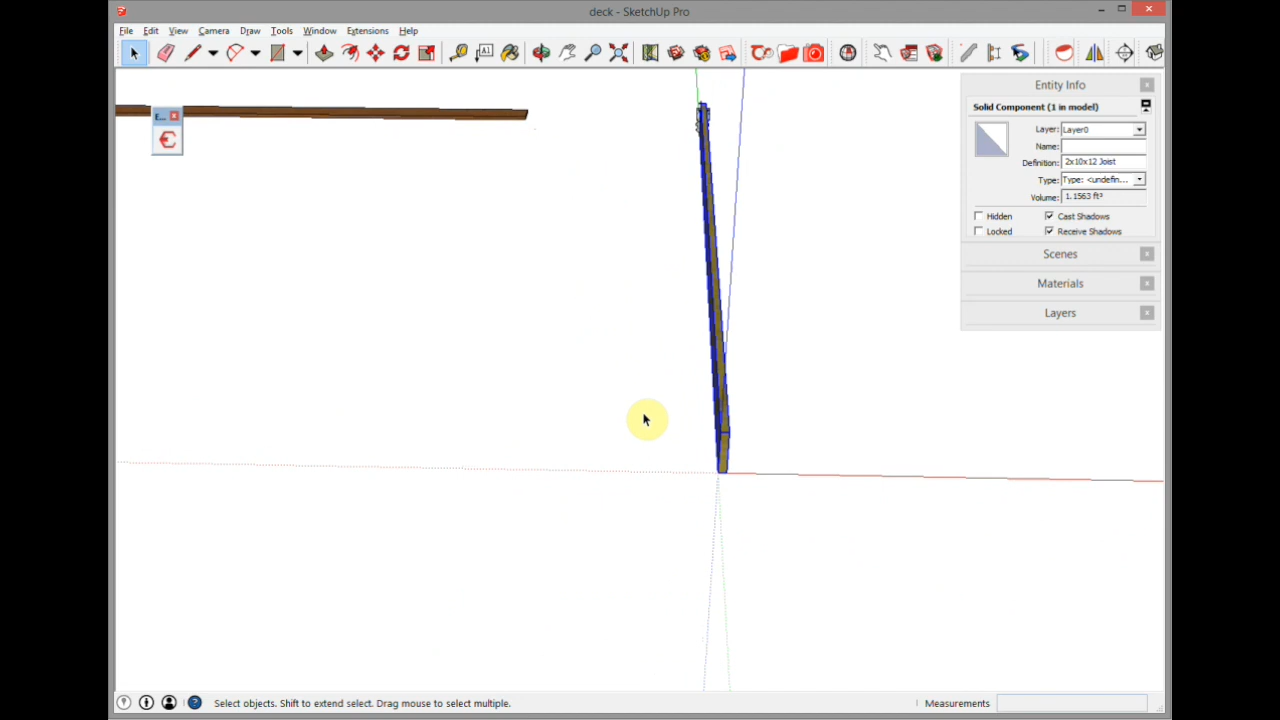 deck - SketchUp Pro
File Edit View Camera Draw Tools Window Extensions Help
A1
Entity Info
Solid Component (1 in model)
Layer: Layer0
Name:
Definition: 2x10x12 Joist
Type: Type: <undefin...
Volume: 1.1563 ft³
Hidden Cast Shadows
Locked Receive Shadows
Scenes
Materials
Layers
E...
Select objects. Shift to extend select. Drag mouse to select multiple. Measurements